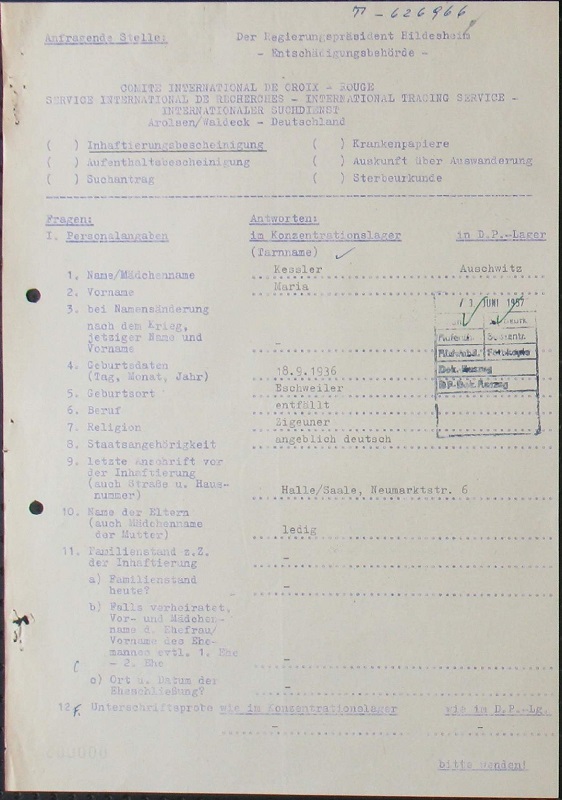 T - 626966
Anfragende Stelle: Der Regierungspräsident Hildesheim
- Entschädigungsbehörde -
COMITE INTERNATIONAL DE CROIX - ROUGE
SERVICE INTERNATIONAL DE RECHERCHES - INTERNATIONAL TRACING SERVICE -
INTERNATIONALER SUCHDIENST
Arolsen/Waldeck - Deutschland
( ) Inhaftierungsbescheinigung ( ) Krankenpapiere
( ) Aufenthaltsbescheinigung ( ) Auskunft über Auswanderung
( ) Suchantrag ( ) Sterbeurkunde
Fragen: Antworten:
I. Personalangaben im Konzentrationslager in D.P.-Lager
(Tarnname)
1. Name/Mädchenname Kessler Auschwitz
2. Vorname Maria
3. bei Namensänderung
nach dem Krieg,
jetziger Name und
Vorname -
JUNI 1957
Dok. Auszug
4. Geburtsdaten
(Tag, Monat, Jahr) 18.9.1936
5. Geburtsort Eschweiler
6. Beruf entfällt
7. Religion Zigeuner
8. Staatsangehörigkeit angeblich deutsch
9. letzte Anschrift vor
der Inhaftierung
(auch Straße u. Haus-
nummer) Halle/Saale, Neumarktstr. 6
10. Name der Eltern
(auch Mädchenname
der Mutter) ledig
11. Familienstand z.Z.
der Inhaftierung -
a) Familienstand
heute? -
b) Falls verheiratet,
Vor- und Mädchen-
name d. Ehefrau/
Vorname des Ehe-
mannes evtl. 1. Ehe
- 2. Ehe -
c) Ort u. Datum der
Eheschließung? -
12. Unterschriftsprobe wie im Konzentrationslager wie im D.P.-Lg.
- -
bitte wenden!